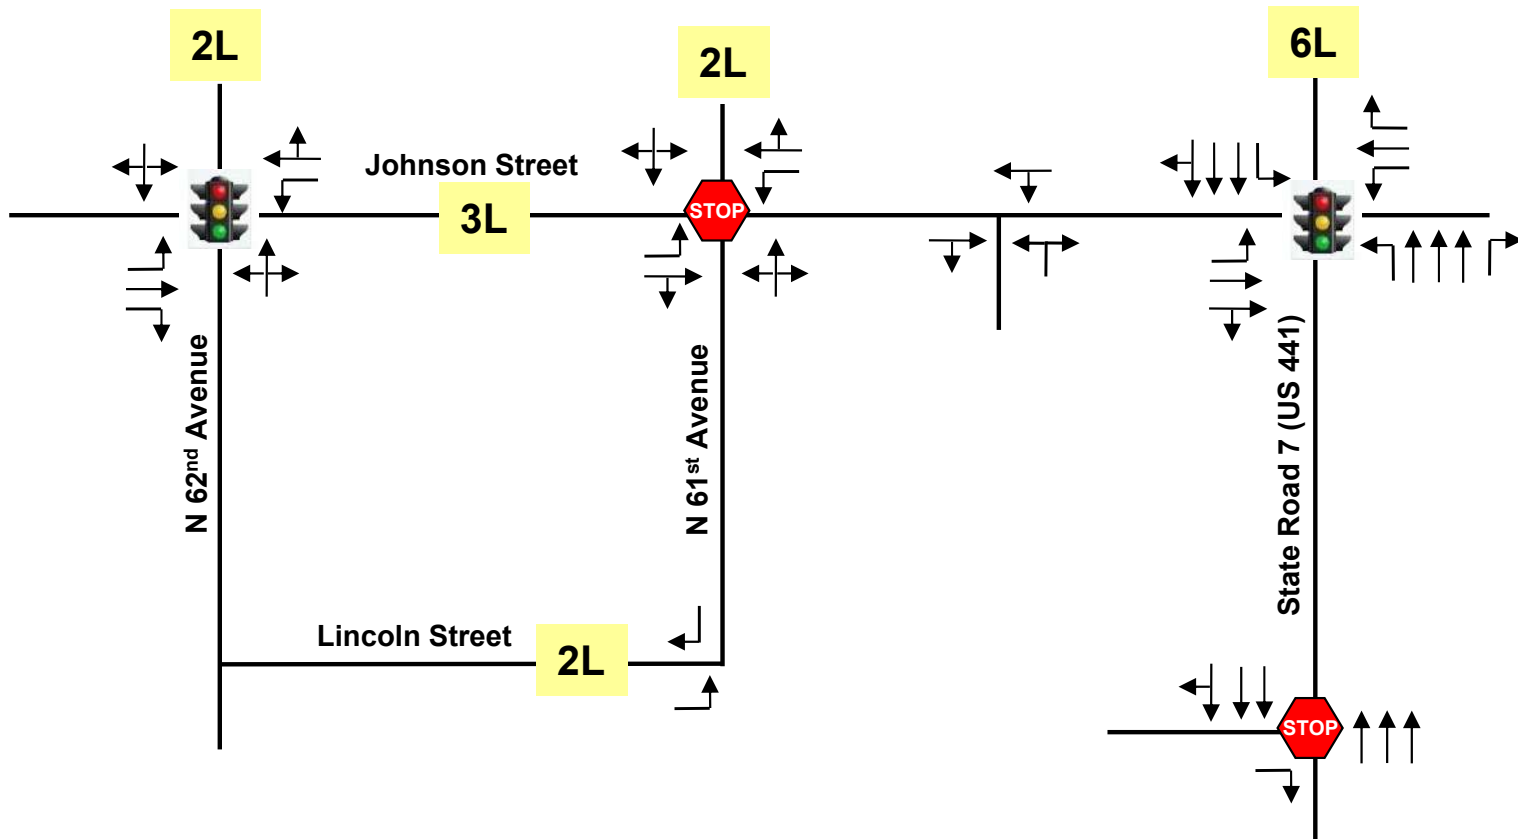 2L
2L
6L
Johnson Street
3L
STOP
N 62nd Avenue
N 61st Avenue
State Road 7 (US 441)
Lincoln Street
2L
STOP